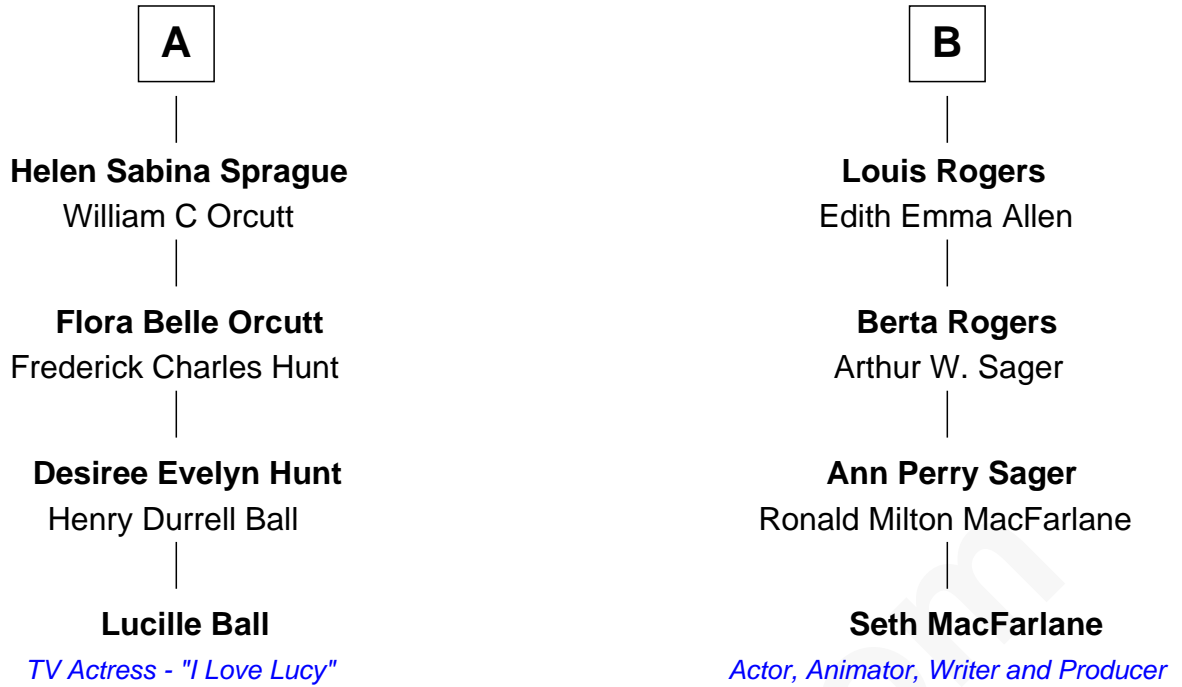 A
B
Helen Sabina Sprague
William C Orcutt
Louis Rogers
Edith Emma Allen
Flora Belle Orcutt
Frederick Charles Hunt
Berta Rogers
Arthur W. Sager
Desiree Evelyn Hunt
Henry Durrell Ball
Ann Perry Sager
Ronald Milton MacFarlane
Lucille Ball
TV Actress - "I Love Lucy"
Seth MacFarlane
Actor, Animator, Writer and Producer